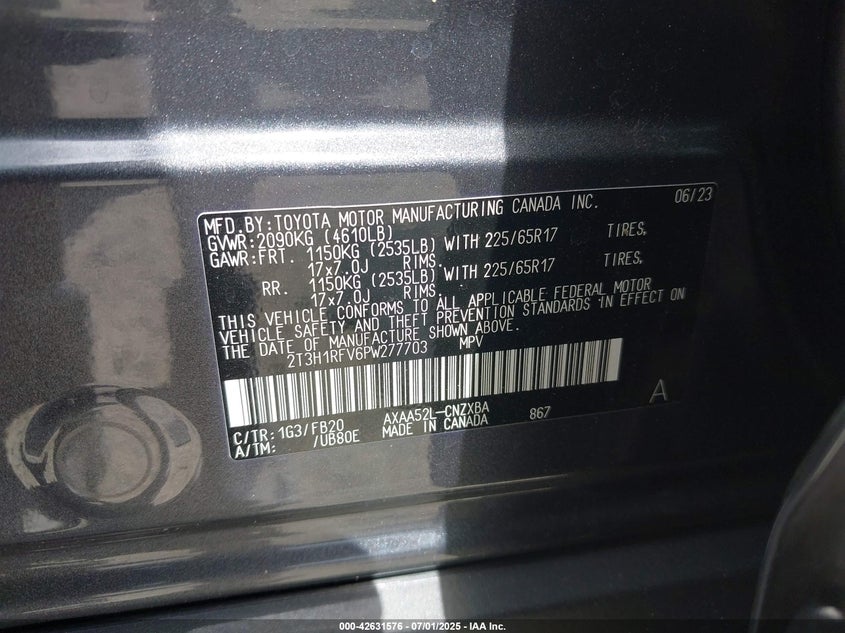 MFD. BY: TOYOTA MOTOR MANUFACTURING CANADA INC. 06/23
GVWR: 2090KG (4610LB)
GAWR: FRT. 1150KG (2535LB) WITH 225/65R17 TIRES,
17x7.0J RIMS,
RR. 1150KG (2535LB) WITH 225/65R17 TIRES,
17x7.0J RIMS.
THIS VEHICLE CONFORMS TO ALL APPLICABLE FEDERAL MOTOR
VEHICLE SAFETY AND THEFT PREVENTION STANDARDS IN EFFECT ON
THE DATE OF MANUFACTURE SHOWN ABOVE.
2T3H1RFV6PW277703 MPV
C/TR: 1G3/FB20 AXAA52L-CNZXBA 867 A
A/TM: /UB80E MADE IN CANADA
000-42631576 - 07/01/2025 - © IAA Inc.